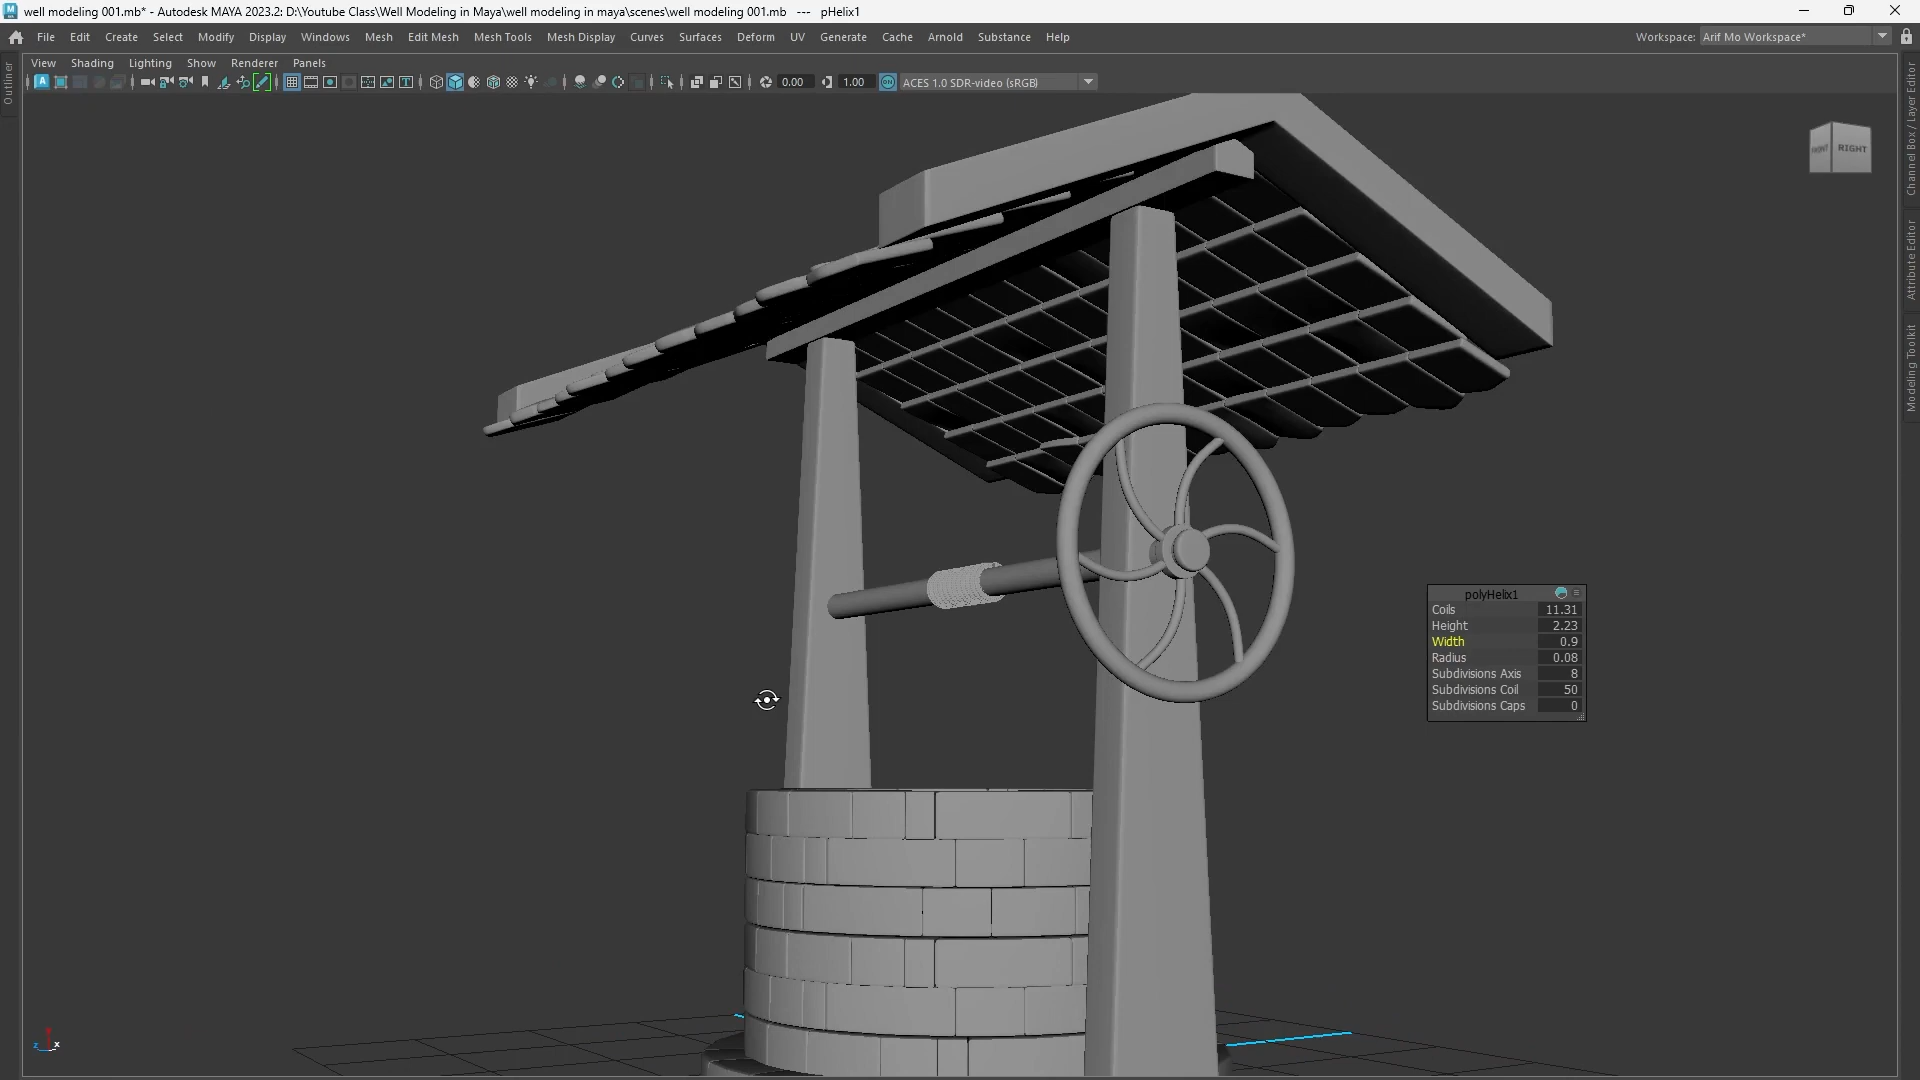 well modeling 001.mb* - Autodesk MAYA 2023.2: D:\Youtube Class\Well Modeling in Maya\well modeling in maya\scenes\well modeling 001.mb --- pHelix1
File Edit Create Select Modify Display Windows Mesh Edit Mesh Mesh Tools Mesh Display Curves Surfaces Deform UV Generate Cache Arnold Substance Help Workspace: Arif Mo Workspace*
View Shading Lighting Show Renderer Panels
0.00 1.00 ACES 1.0 SDR-video (sRGB)
Outliner
Channel Box / Layer Editor
Attribute Editor
Modeling Toolkit
FRONT RIGHT
polyHelix1
Coils 11.31
Height 2.23
Width 0.9
Radius 0.08
Subdivisions Axis 8
Subdivisions Coil 50
Subdivisions Caps 0
z x